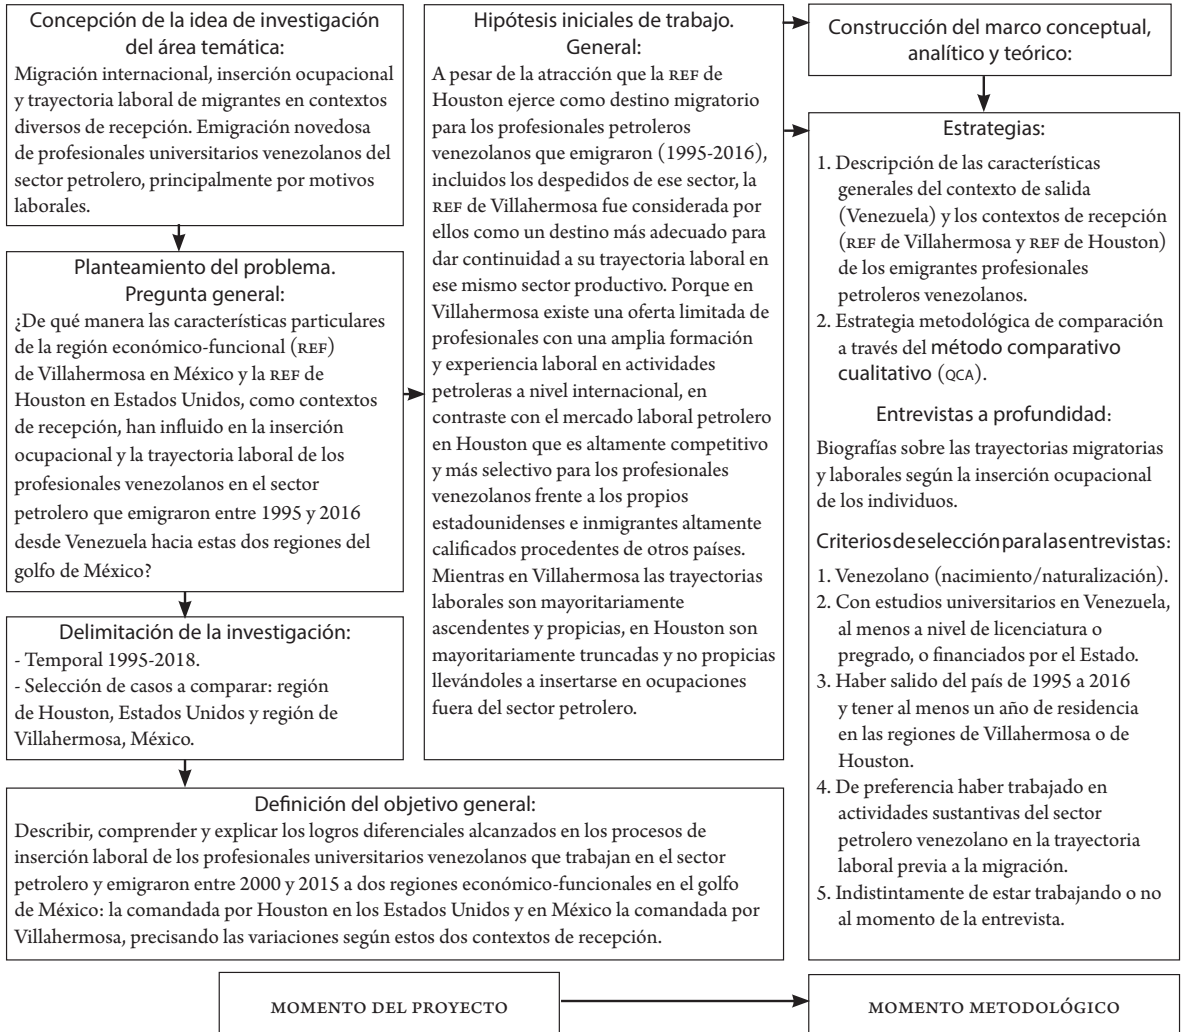 Concepción de la idea de investigación
del área temática:
Migración internacional, inserción ocupacional
y trayectoria laboral de migrantes en contextos
diversos de recepción. Emigración novedosa
de profesionales universitarios venezolanos del
sector petrolero, principalmente por motivos
laborales.
Planteamiento del problema.
Pregunta general:
¿De qué manera las características particulares
de la región económico-funcional (REF)
de Villahermosa en México y la REF de
Houston en Estados Unidos, como contextos
de recepción, han influido en la inserción
ocupacional y la trayectoria laboral de los
profesionales venezolanos en el sector
petrolero que emigraron entre 1995 y 2016
desde Venezuela hacia estas dos regiones del
golfo de México?
Delimitación de la investigación:
- Temporal 1995-2018.
- Selección de casos a comparar: región
de Houston, Estados Unidos y región de
Villahermosa, México.
Definición del objetivo general:
Describir, comprender y explicar los logros diferenciales alcanzados en los procesos de
inserción laboral de los profesionales universitarios venezolanos que trabajan en el sector
petrolero y emigraron entre 2000 y 2015 a dos regiones económico-funcionales en el golfo
de México: la comandada por Houston en los Estados Unidos y en México la comandada por
Villahermosa, precisando las variaciones según estos dos contextos de recepción.
Hipótesis iniciales de trabajo.
General:
A pesar de la atracción que la REF de
Houston ejerce como destino migratorio
para los profesionales petroleros
venezolanos que emigraron (1995-2016),
incluidos los despedidos de ese sector, la
REF de Villahermosa fue considerada por
ellos como un destino más adecuado para
dar continuidad a su trayectoria laboral en
ese mismo sector productivo. Porque en
Villahermosa existe una oferta limitada de
profesionales con una amplia formación
y experiencia laboral en actividades
petroleras a nivel internacional, en
contraste con el mercado laboral petrolero
en Houston que es altamente competitivo
y más selectivo para los profesionales
venezolanos frente a los propios
estadounidenses e inmigrantes altamente
calificados procedentes de otros países.
Mientras en Villahermosa las trayectorias
laborales son mayoritariamente
ascendentes y propicias, en Houston son
mayoritariamente truncadas y no propicias
llevándoles a insertarse en ocupaciones
fuera del sector petrolero.
Construcción del marco conceptual,
analítico y teórico:
Estrategias:
1. Descripción de las características
generales del contexto de salida
(Venezuela) y los contextos de recepción
(REF de Villahermosa y REF de Houston)
de los emigrantes profesionales
petroleros venezolanos.
2. Estrategia metodológica de comparación
a través del método comparativo
cualitativo (QCA).
Entrevistas a profundidad:
Biografías sobre las trayectorias migratorias
y laborales según la inserción ocupacional
de los individuos.
Criterios de selección para las entrevistas:
1. Venezolano (nacimiento/naturalización).
2. Con estudios universitarios en Venezuela,
al menos a nivel de licenciatura o
pregrado, o financiados por el Estado.
3. Haber salido del país de 1995 a 2016
y tener al menos un año de residencia
en las regiones de Villahermosa o de
Houston.
4. De preferencia haber trabajado en
actividades sustantivas del sector
petrolero venezolano en la trayectoria
laboral previa a la migración.
5. Indistintamente de estar trabajando o no
al momento de la entrevista.
MOMENTO DEL PROYECTO
MOMENTO METODOLÓGICO